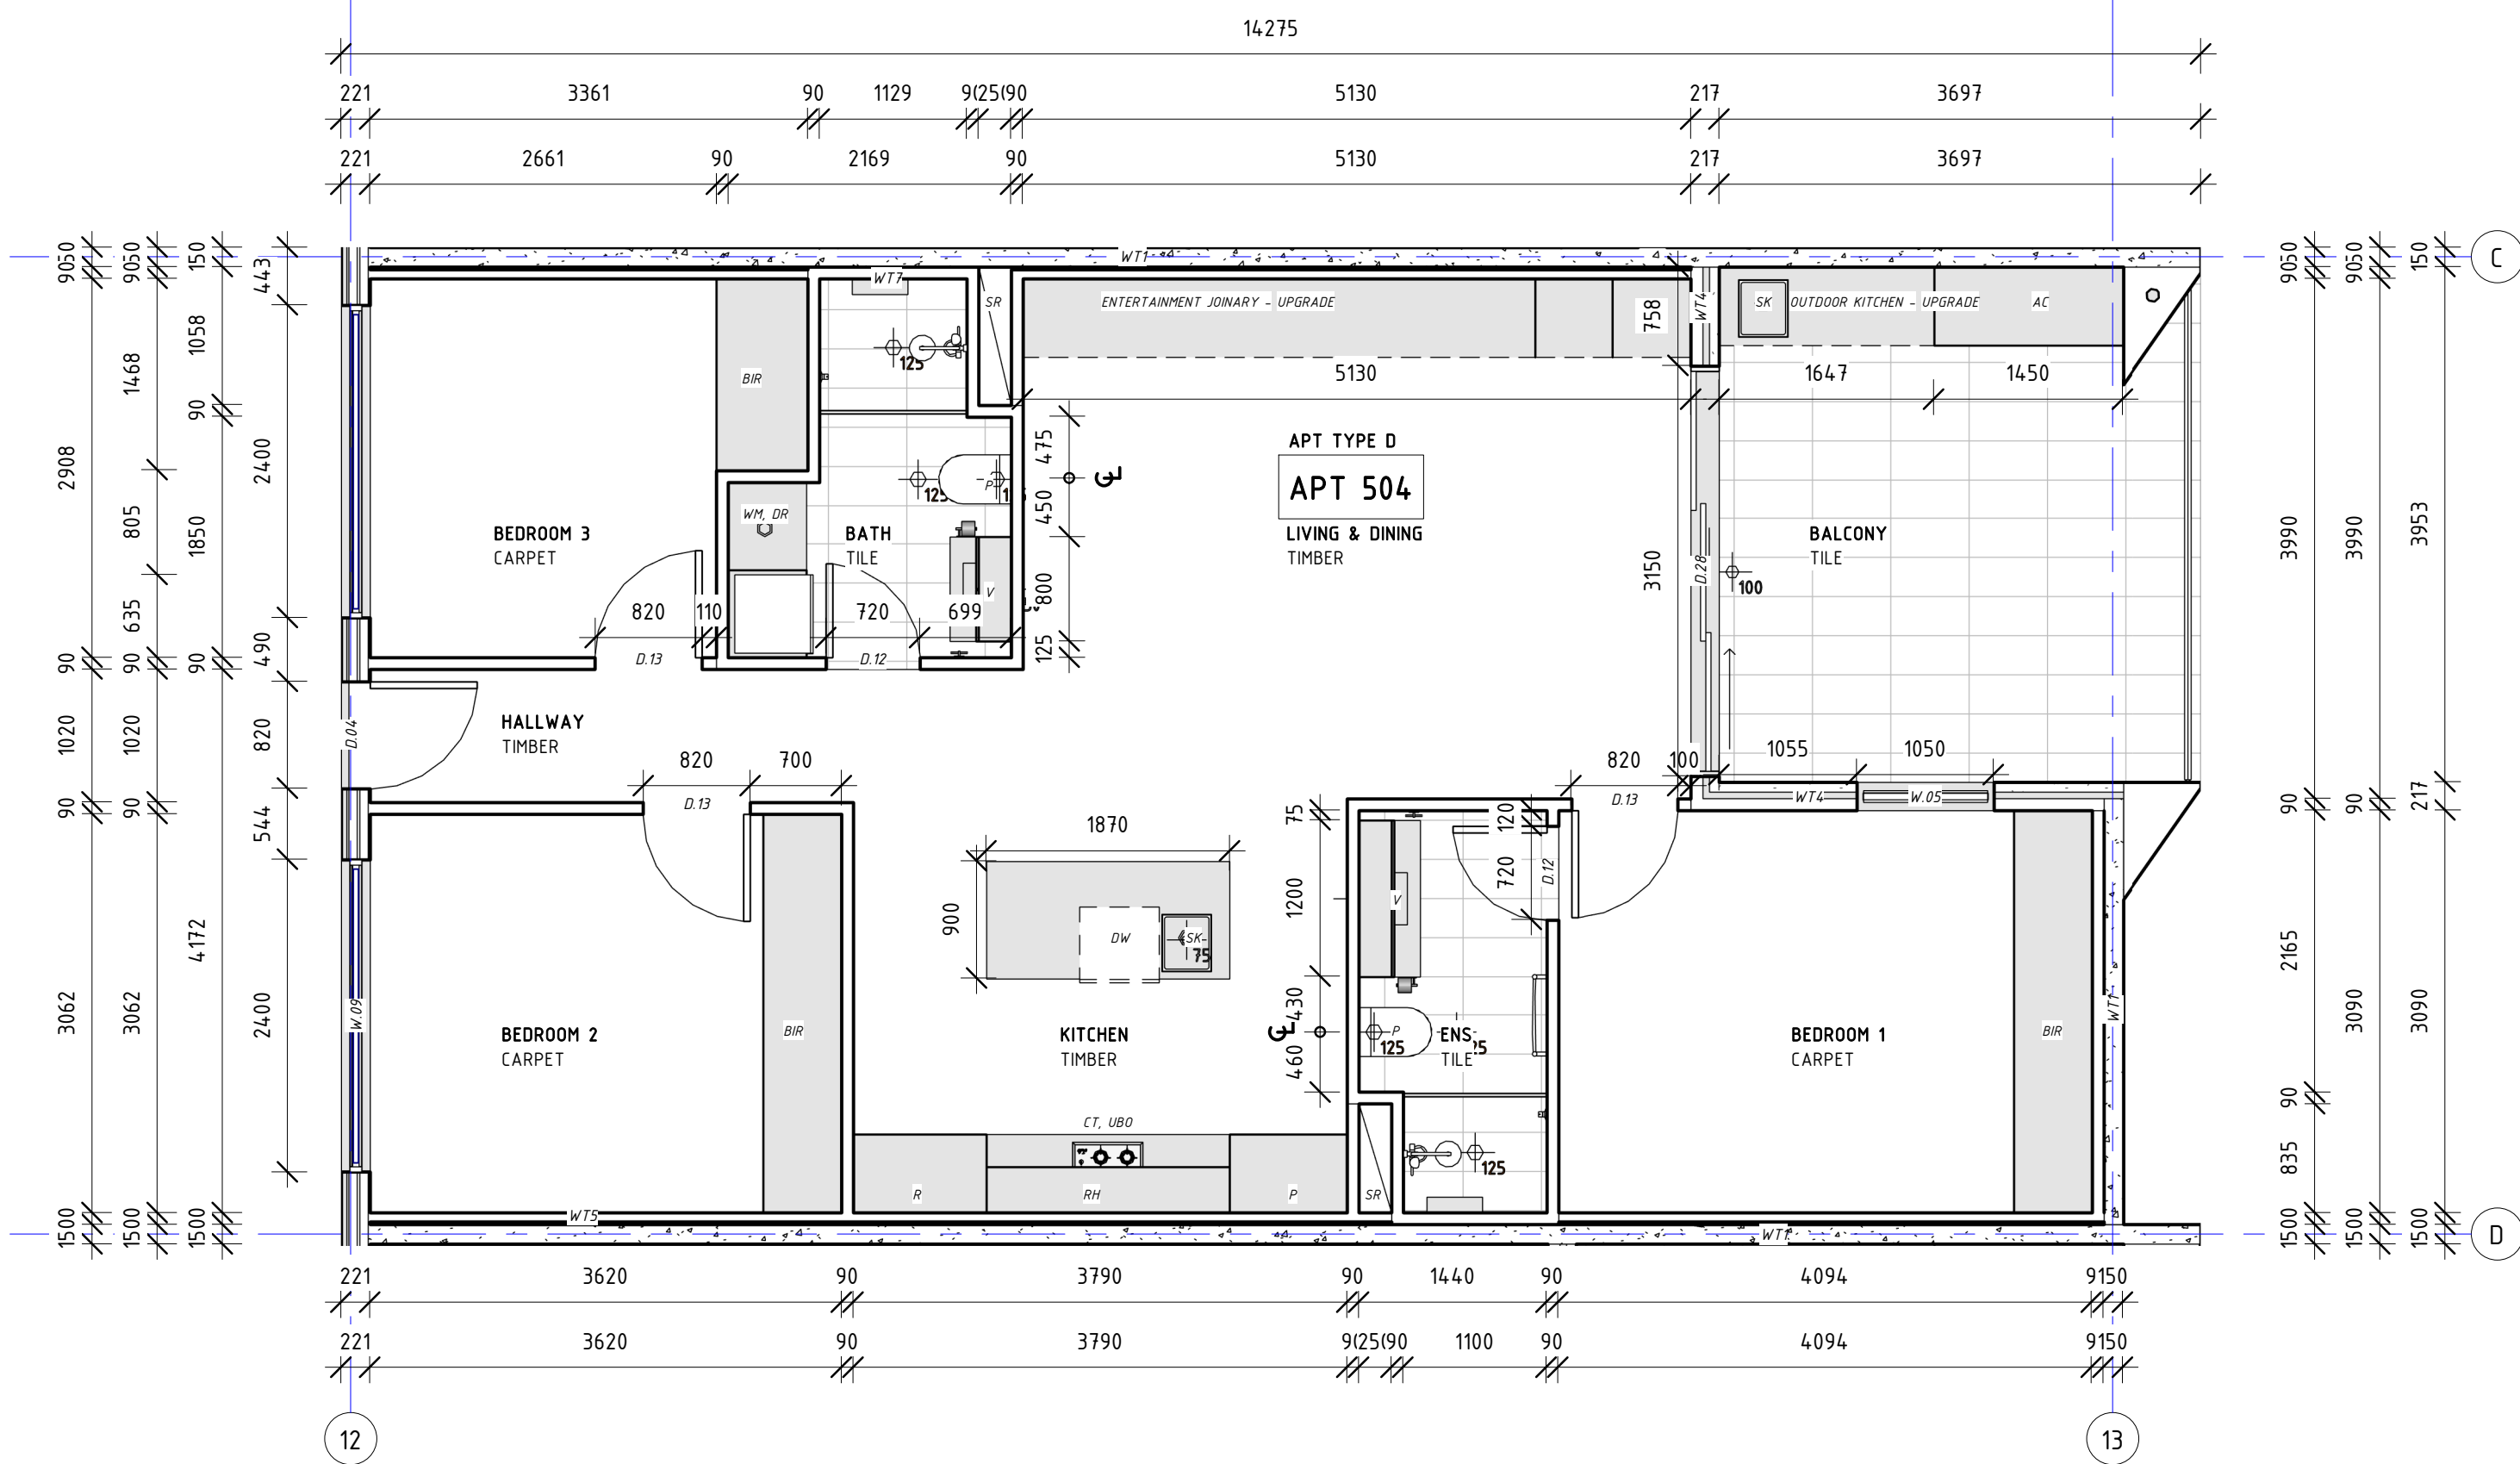 14275
221 3361 90 1129 90 250 90 5130 217 3697
221 2661 90 2169 90 5130 217 3697
9050 9050 150 443
9050 9050 150
C
WT1
WT7
SR
ENTERTAINMENT JOINARY - UPGRADE
758
WT4
SK
OUTDOOR KITCHEN - UPGRADE
AC
1058
1468
90
125
BIR
5130
1647
1450
2908
2400
475
APT TYPE D
APT 504
125
P
450
WM, DR
805
1850
BEDROOM 3
CARPET
BATH
TILE
LIVING & DINING
TIMBER
BALCONY
TILE
3990
3990
3953
3150
D.28
100
V
800
635
820 110 720 699
125
90 90 90 490
D.13
D.12
1020 1020 820
D.04
HALLWAY
TIMBER
820 700
D.13
820 100
D.13
1055 1050
WT4
W.05
90 90 544
90 90 217
1870
75
120
1200
720
D.12
V
900
DW
SK
75
4172
2165
3062 3062 2400
W.09
BEDROOM 2
CARPET
BIR
KITCHEN
TIMBER
430
460
P
125
ENS
TILE
BEDROOM 1
CARPET
BIR
WT1
3090
3090
90
835
CT, UBO
R
RH
P
SR
125
WT5
WT1
1500 1500 1500
1500 1500 1500
D
221 3620 90 3790 90 1440 90 4094 9150
221 3620 90 3790 90 250 90 1100 90 4094 9150
12
13